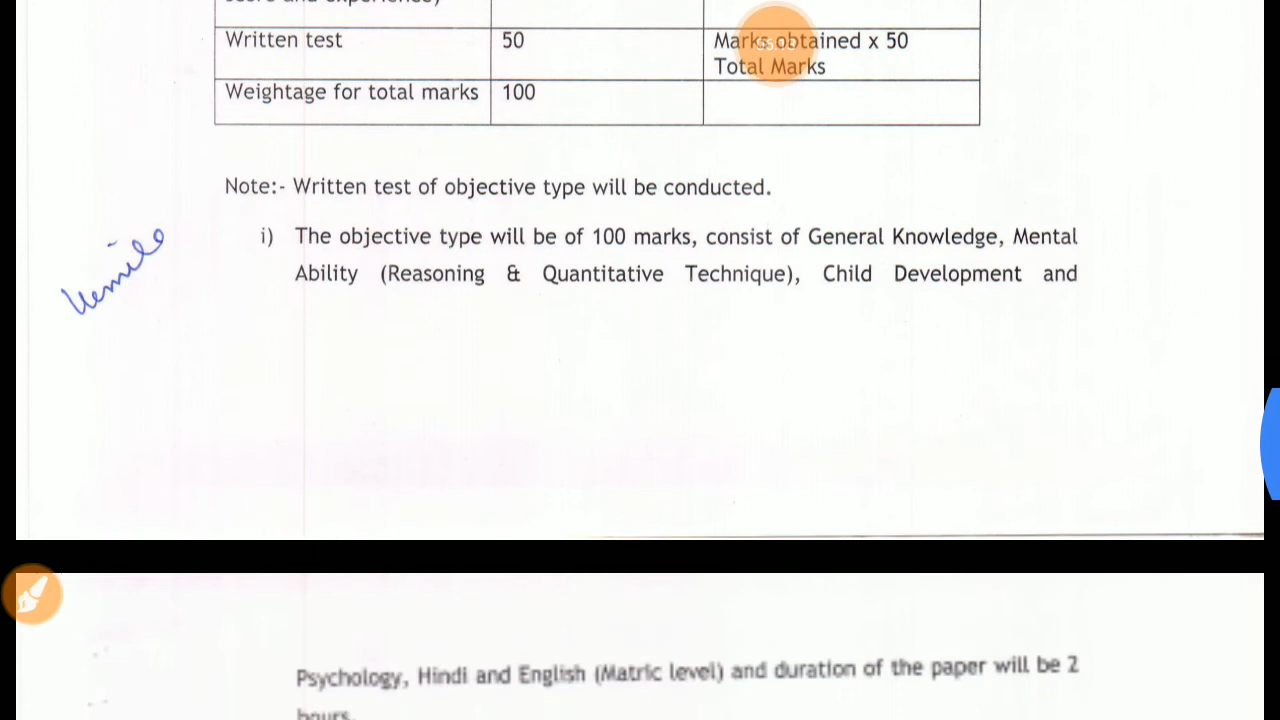 Written test 50 Marks obtained x 50
Total Marks
Weightage for total marks 100
Note:- Written test of objective type will be conducted.
i) The objective type will be of 100 marks, consist of General Knowledge, Mental
Ability (Reasoning & Quantitative Technique), Child Development and
Psychology, Hindi and English (Matric level) and duration of the paper will be 2
hours.